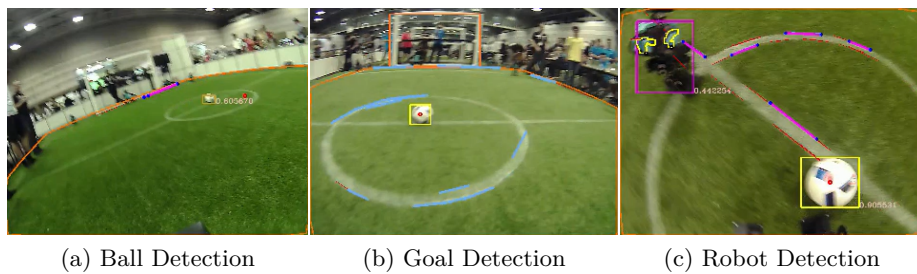 0.605670
0.442254
0.905531
(a) Ball Detection
(b) Goal Detection
(c) Robot Detection